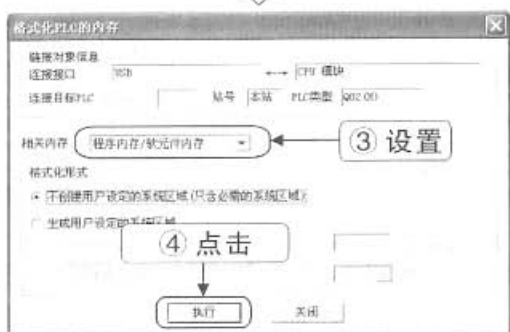 格式化PLC的内存
链接对象信息
连接接口 USB ←→ CPU 模块
连接目标PLC 站号 本站 PLC类型 Q02(H)
相关内存 程序内存/软元件内存 ③ 设置
格式化形式
不创建用户设定的系统区域(只含必需的系统区域)
生成用户设定的系统区域
④ 点击
执行 关闭